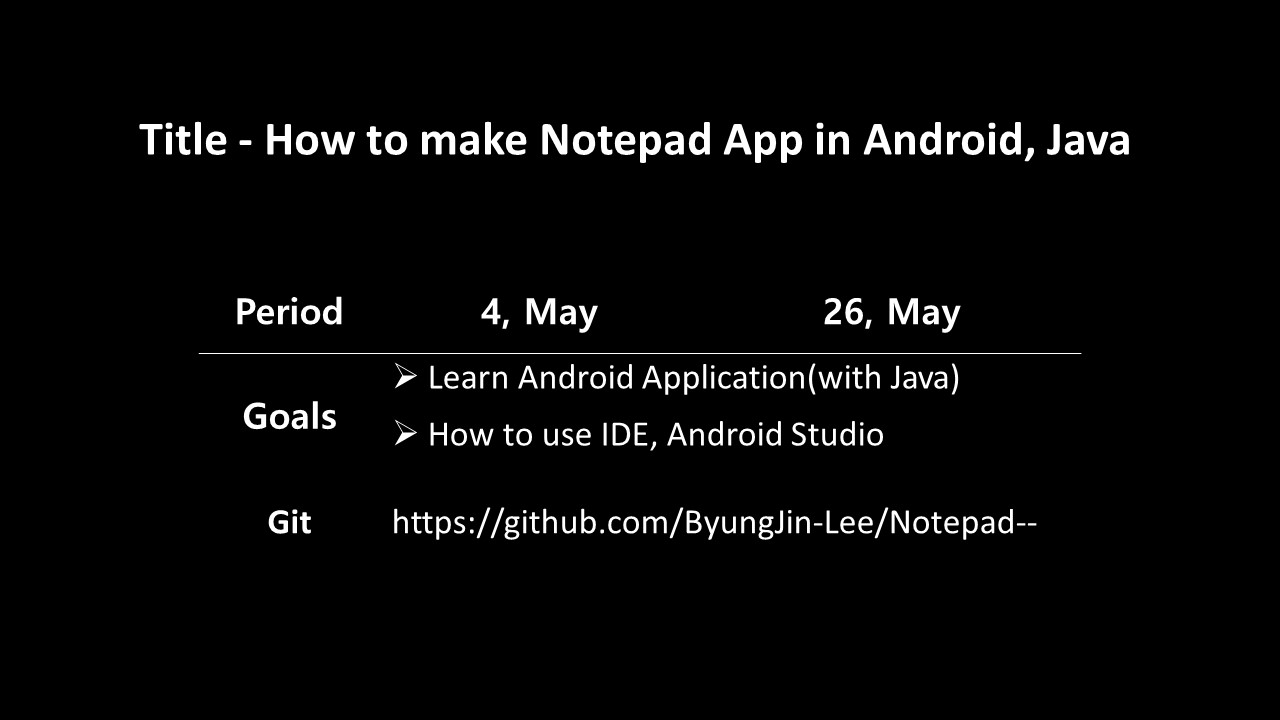 Title - How to make Notepad App in Android, Java
Period 4, May 26, May
Goals
➢ Learn Android Application(with Java)
➢ How to use IDE, Android Studio
Git https://github.com/ByungJin-Lee/Notepad--